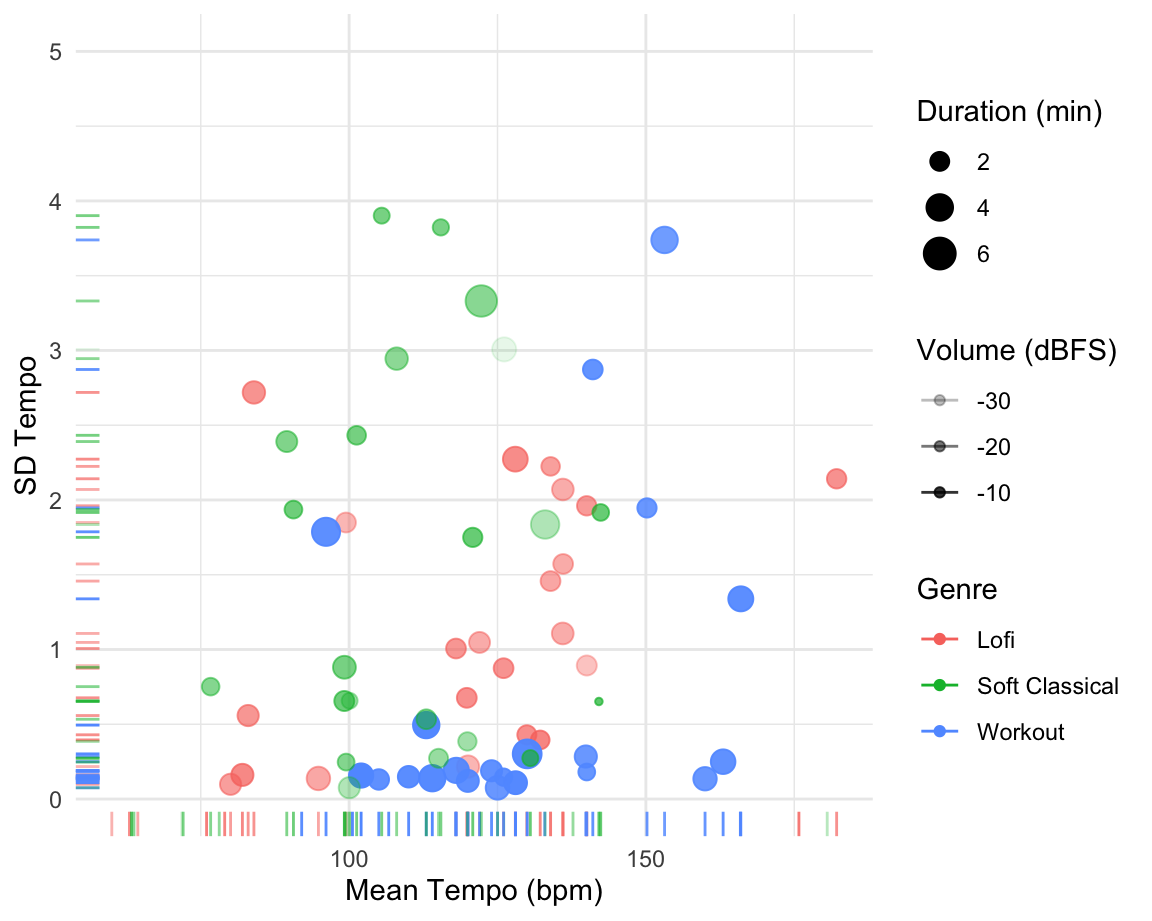 5
4
3
2
1
0
SD Tempo
100
150
Mean Tempo (bpm)
Duration (min)
2
4
6
Volume (dBFS)
-30
-20
-10
Genre
Lofi
Soft Classical
Workout